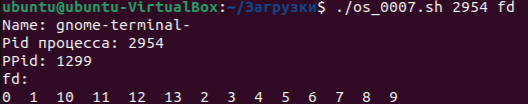 ubuntu@ubuntu-VirtualBox:~/Загрузки$ ./os_0007.sh 2954 fd
Name: gnome-terminal-
Pid процесса: 2954
PPid: 1299
fd:
0  1  10  11  12  13  2  3  4  5  6  7  8  9